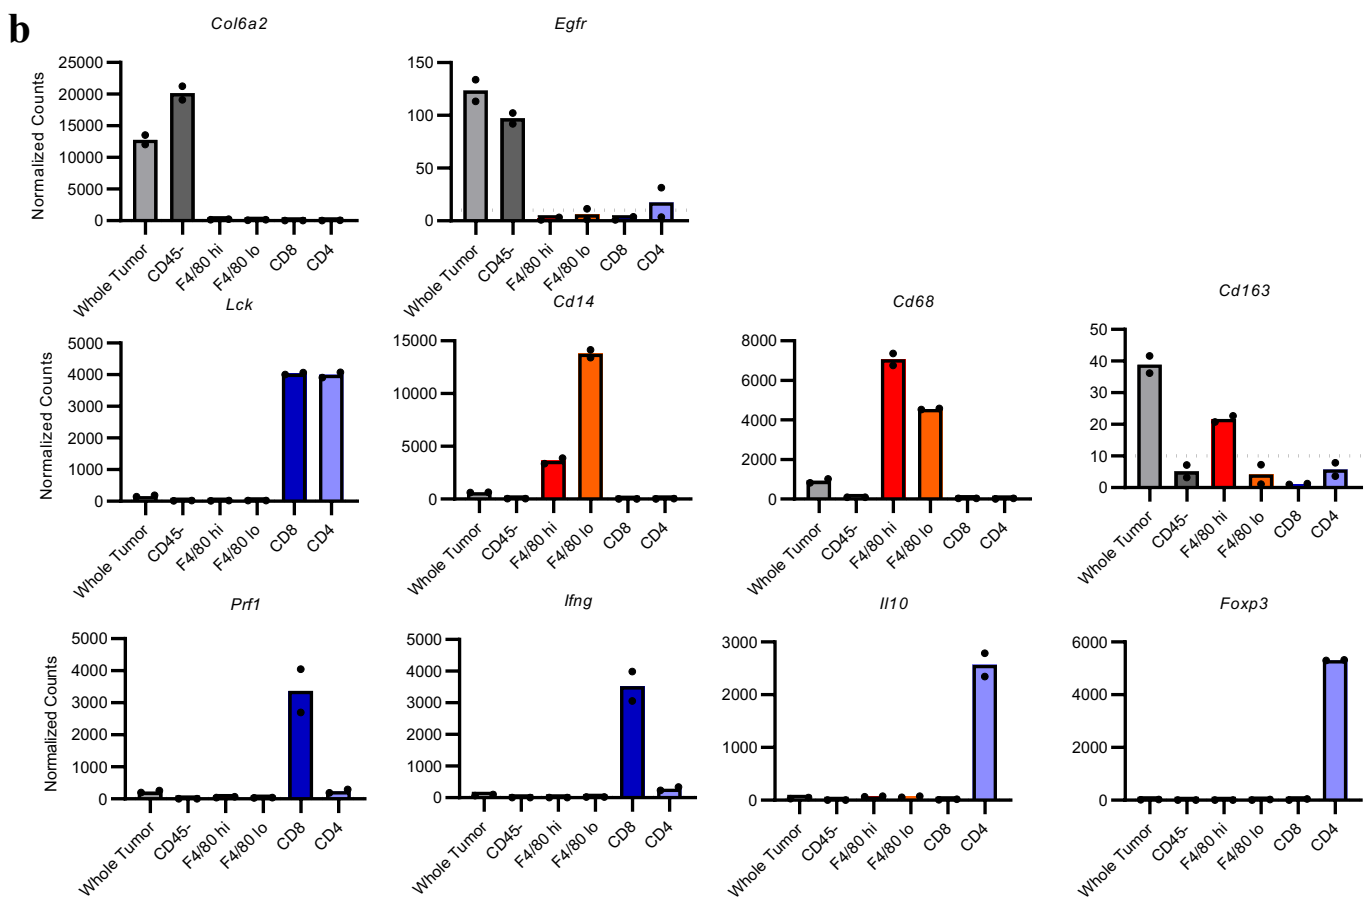 b
Col6a2
Egfr
Normalized Counts
25000
20000
15000
10000
5000
0
Whole Tumor
CD45-
F4/80 hi
F4/80 lo
CD8
CD4
150
100
50
0
Whole Tumor
CD45-
F4/80 hi
F4/80 lo
CD8
CD4
Lck
Cd14
Cd68
Cd163
Normalized Counts
5000
4000
3000
2000
1000
0
Whole Tumor
CD45-
F4/80 hi
F4/80 lo
CD8
CD4
15000
10000
5000
0
Whole Tumor
CD45-
F4/80 hi
F4/80 lo
CD8
CD4
8000
6000
4000
2000
0
Whole Tumor
CD45-
F4/80 hi
F4/80 lo
CD8
CD4
50
40
30
20
10
0
Whole Tumor
CD45-
F4/80 hi
F4/80 lo
CD8
CD4
Prf1
Ifng
Il10
Foxp3
Normalized Counts
5000
4000
3000
2000
1000
0
Whole Tumor
CD45-
F4/80 hi
F4/80 lo
CD8
CD4
5000
4000
3000
2000
1000
0
Whole Tumor
CD45-
F4/80 hi
F4/80 lo
CD8
CD4
3000
2000
1000
0
Whole Tumor
CD45-
F4/80 hi
F4/80 lo
CD8
CD4
6000
4000
2000
0
Whole Tumor
CD45-
F4/80 hi
F4/80 lo
CD8
CD4